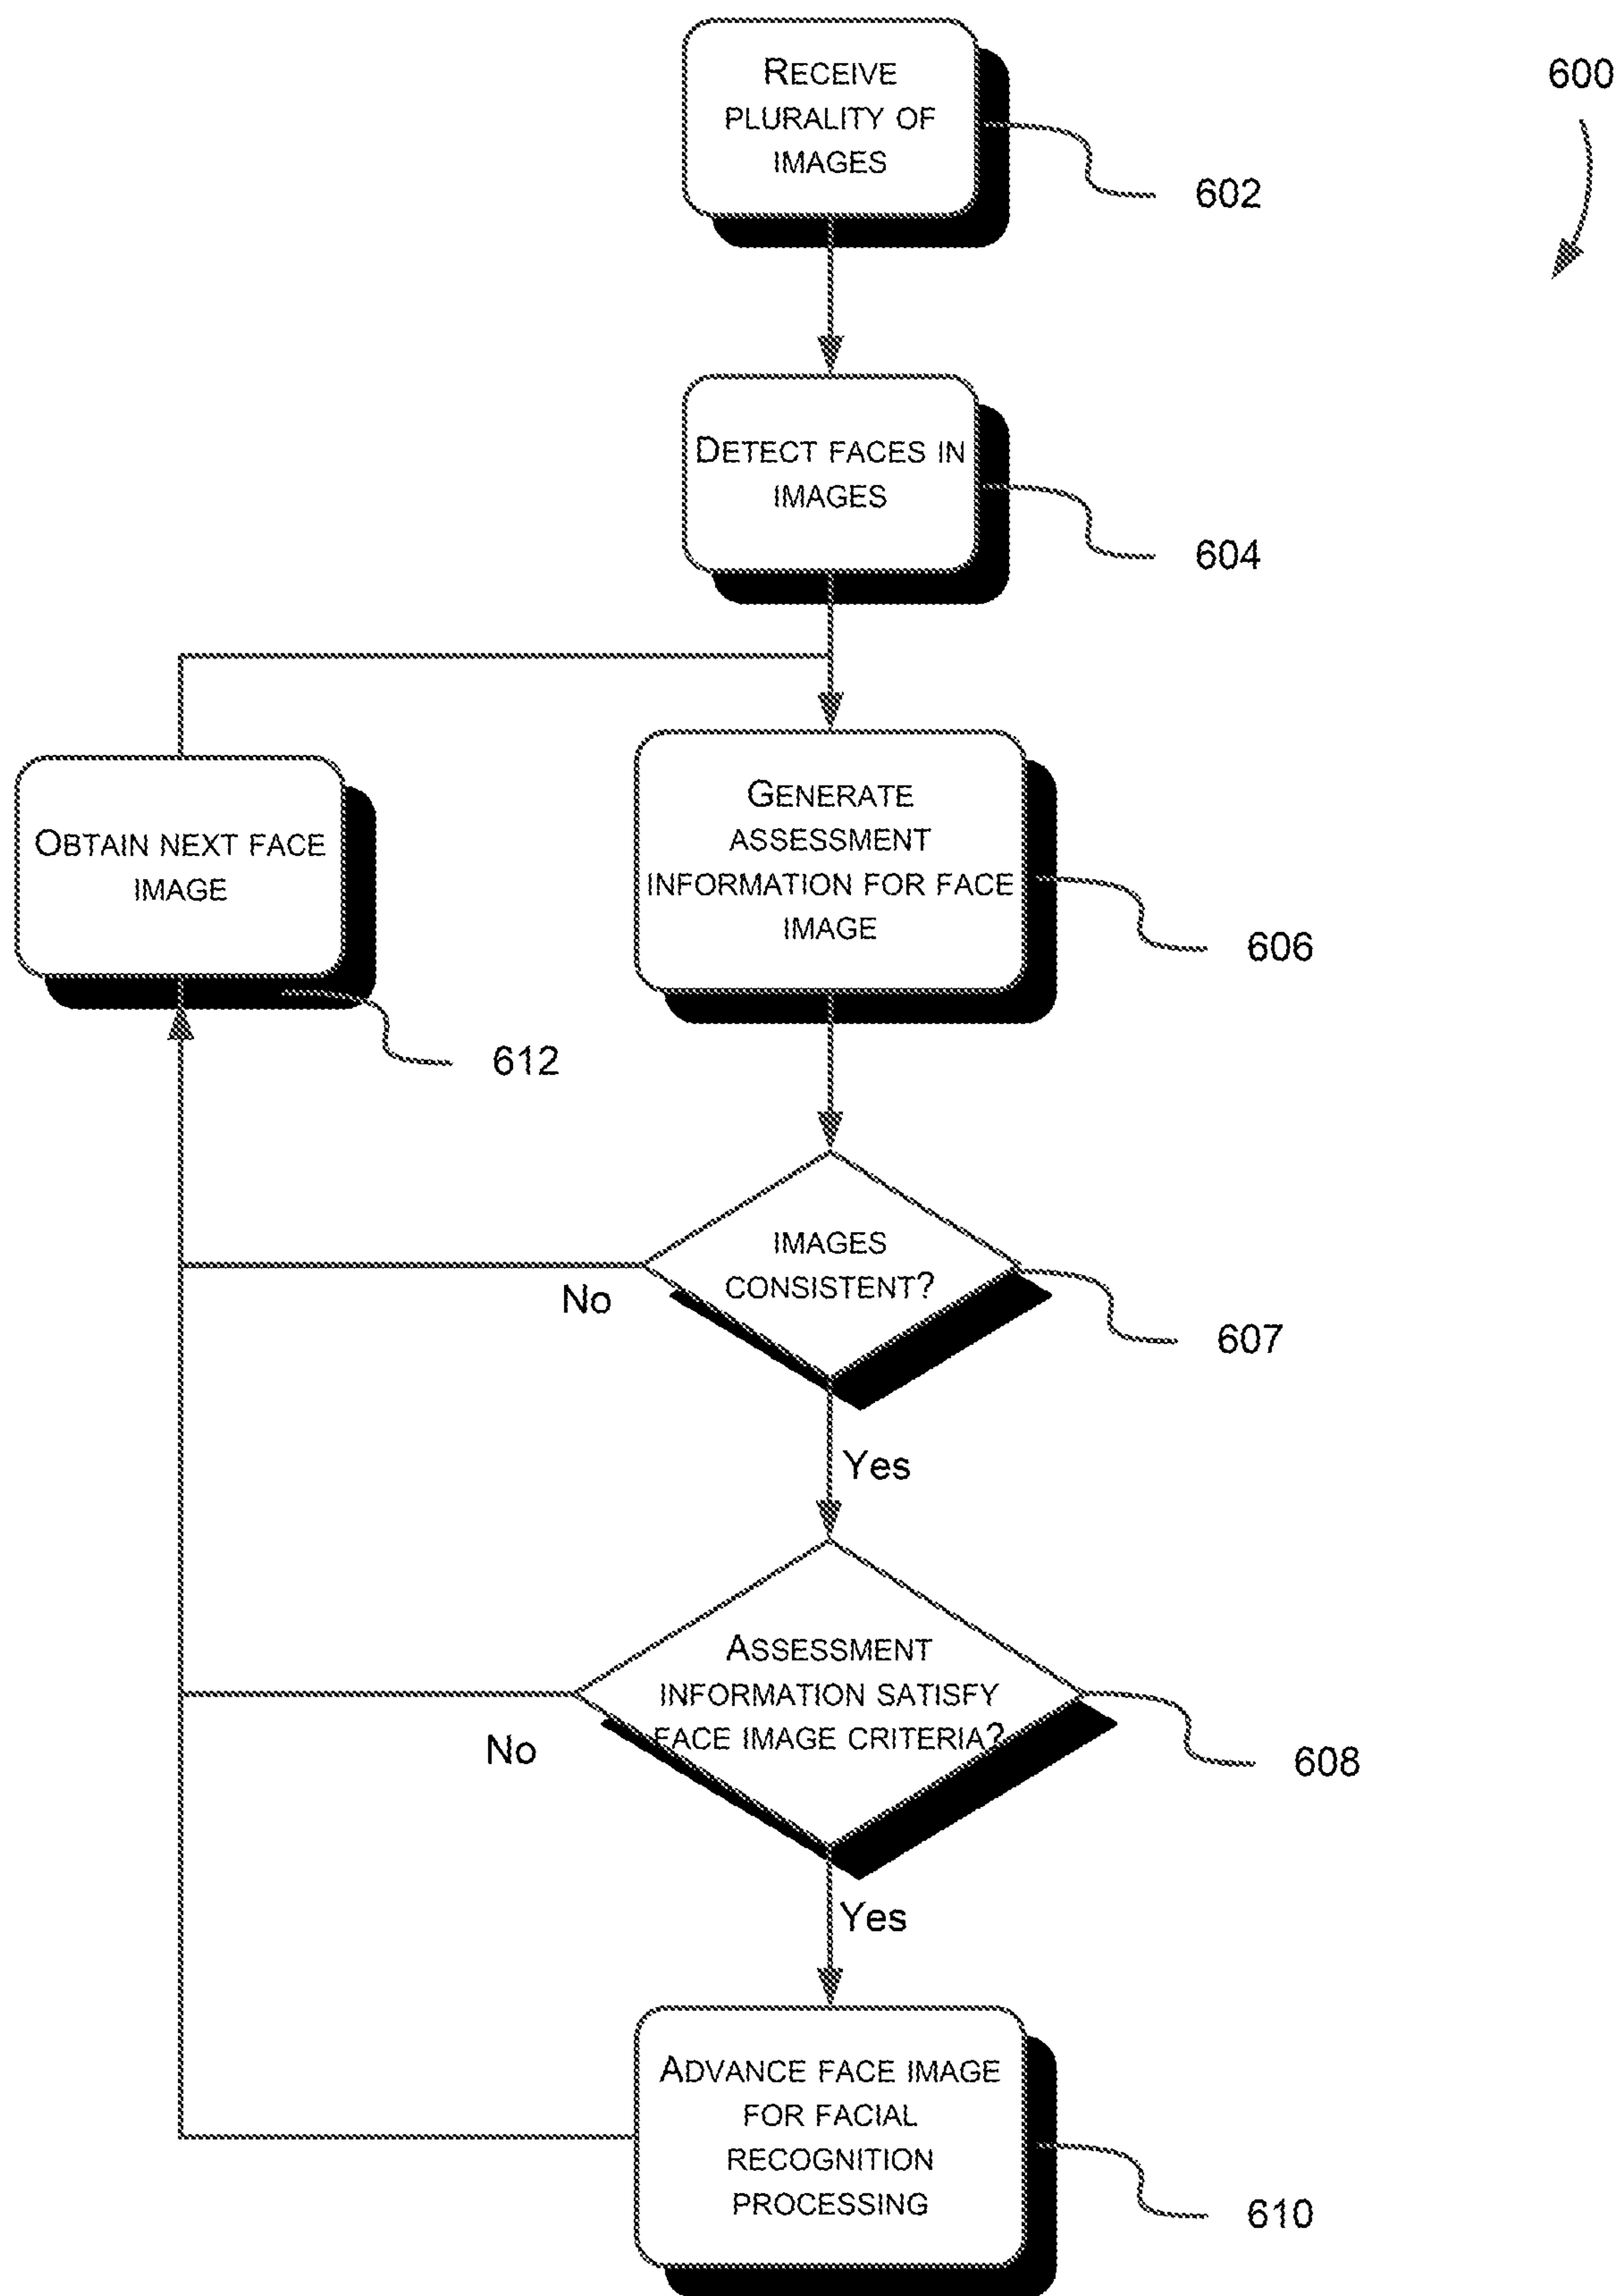 RECEIVE
PLURALITY OF
IMAGES
600
602
DETECT FACES IN
IMAGES
604
GENERATE
ASSESSMENT
INFORMATION FOR FACE
IMAGE
606
OBTAIN NEXT FACE
IMAGE
612
IMAGES
CONSISTENT?
No
607
Yes
ASSESSMENT
INFORMATION SATISFY
FACE IMAGE CRITERIA?
No
608
Yes
ADVANCE FACE IMAGE
FOR FACIAL
RECOGNITION
PROCESSING
610